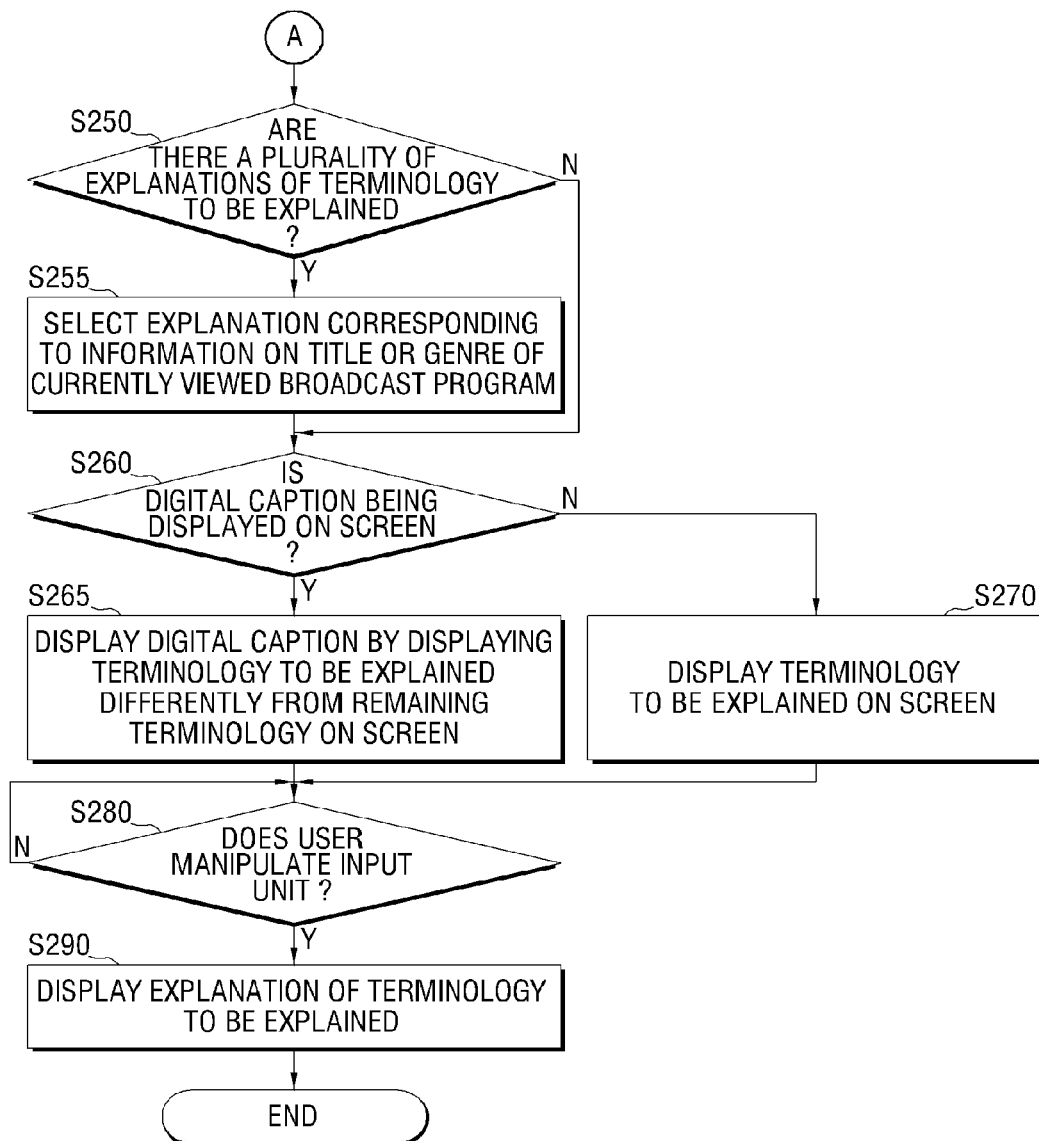 A
S250
ARE
THERE A PLURALITY OF
EXPLANATIONS OF TERMINOLOGY
TO BE EXPLAINED
?
N
Y
S255
SELECT EXPLANATION CORRESPONDING
TO INFORMATION ON TITLE OR GENRE OF
CURRENTLY VIEWED BROADCAST PROGRAM
S260
IS
DIGITAL CAPTION BEING
DISPLAYED ON SCREEN
?
N
Y
S265
DISPLAY DIGITAL CAPTION BY DISPLAYING
TERMINOLOGY TO BE EXPLAINED
DIFFERENTLY FROM REMAINING
TERMINOLOGY ON SCREEN
S270
DISPLAY TERMINOLOGY
TO BE EXPLAINED ON SCREEN
S280
N
DOES USER
MANIPULATE INPUT
UNIT ?
Y
S290
DISPLAY EXPLANATION OF TERMINOLOGY
TO BE EXPLAINED
END